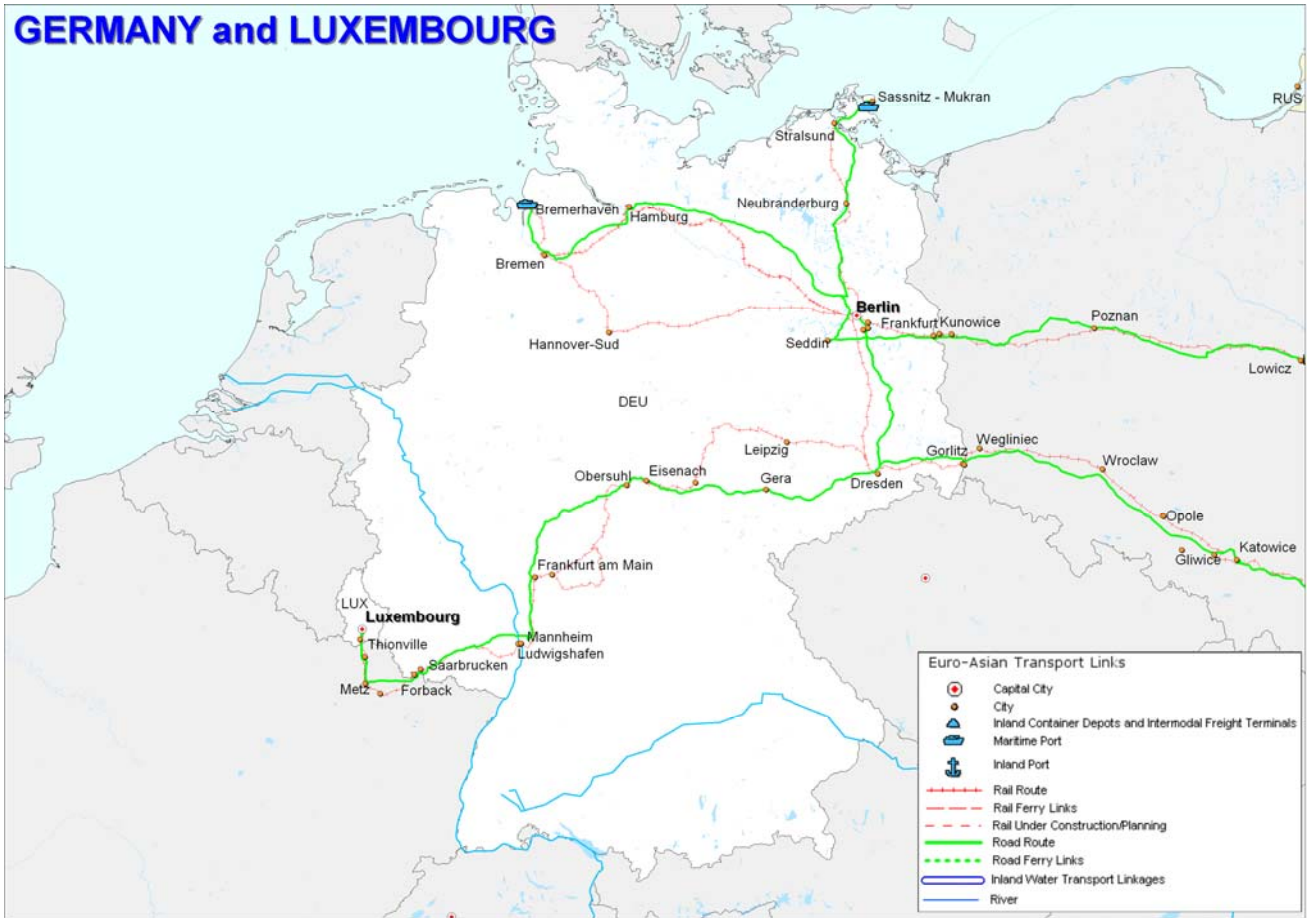 GERMANY and LUXEMBOURG
RUS
Sassnitz - Mukran
Stralsund
Neubranderburg
Bremerhaven
Hamburg
Bremen
Berlin
Frankfurt
Kunowice
Poznan
Hannover-Sud
Seddin
Lowicz
DEU
Leipzig
Gorlitz
Wegliniec
Wroclaw
Obersuhl
Eisenach
Gera
Dresden
Opole
Gliwice
Katowice
Frankfurt am Main
LUX
Luxembourg
Thionville
Mannheim
Ludwigshafen
Saarbrucken
Metz
Forback
Euro-Asian Transport Links
Capital City
City
Inland Container Depots and Intermodal Freight Terminals
Maritime Port
Inland Port
Rail Route
Rail Ferry Links
Rail Under Construction/Planning
Road Route
Road Ferry Links
Inland Water Transport Linkages
River